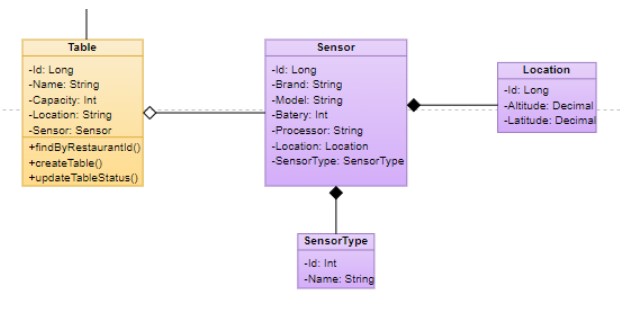 Table
-Id: Long
-Name: String
-Capacity: Int
-Location: String
-Sensor: Sensor
+findByRestaurantId()
+createTable()
+updateTableStatus()
Sensor
-Id: Long
-Brand: String
-Model: String
-Batery: Int
-Processor: String
-Location: Location
-SensorType: SensorType
Location
-Id: Long
-Altitude: Decimal
-Latitude: Decimal
SensorType
-Id: Int
-Name: String